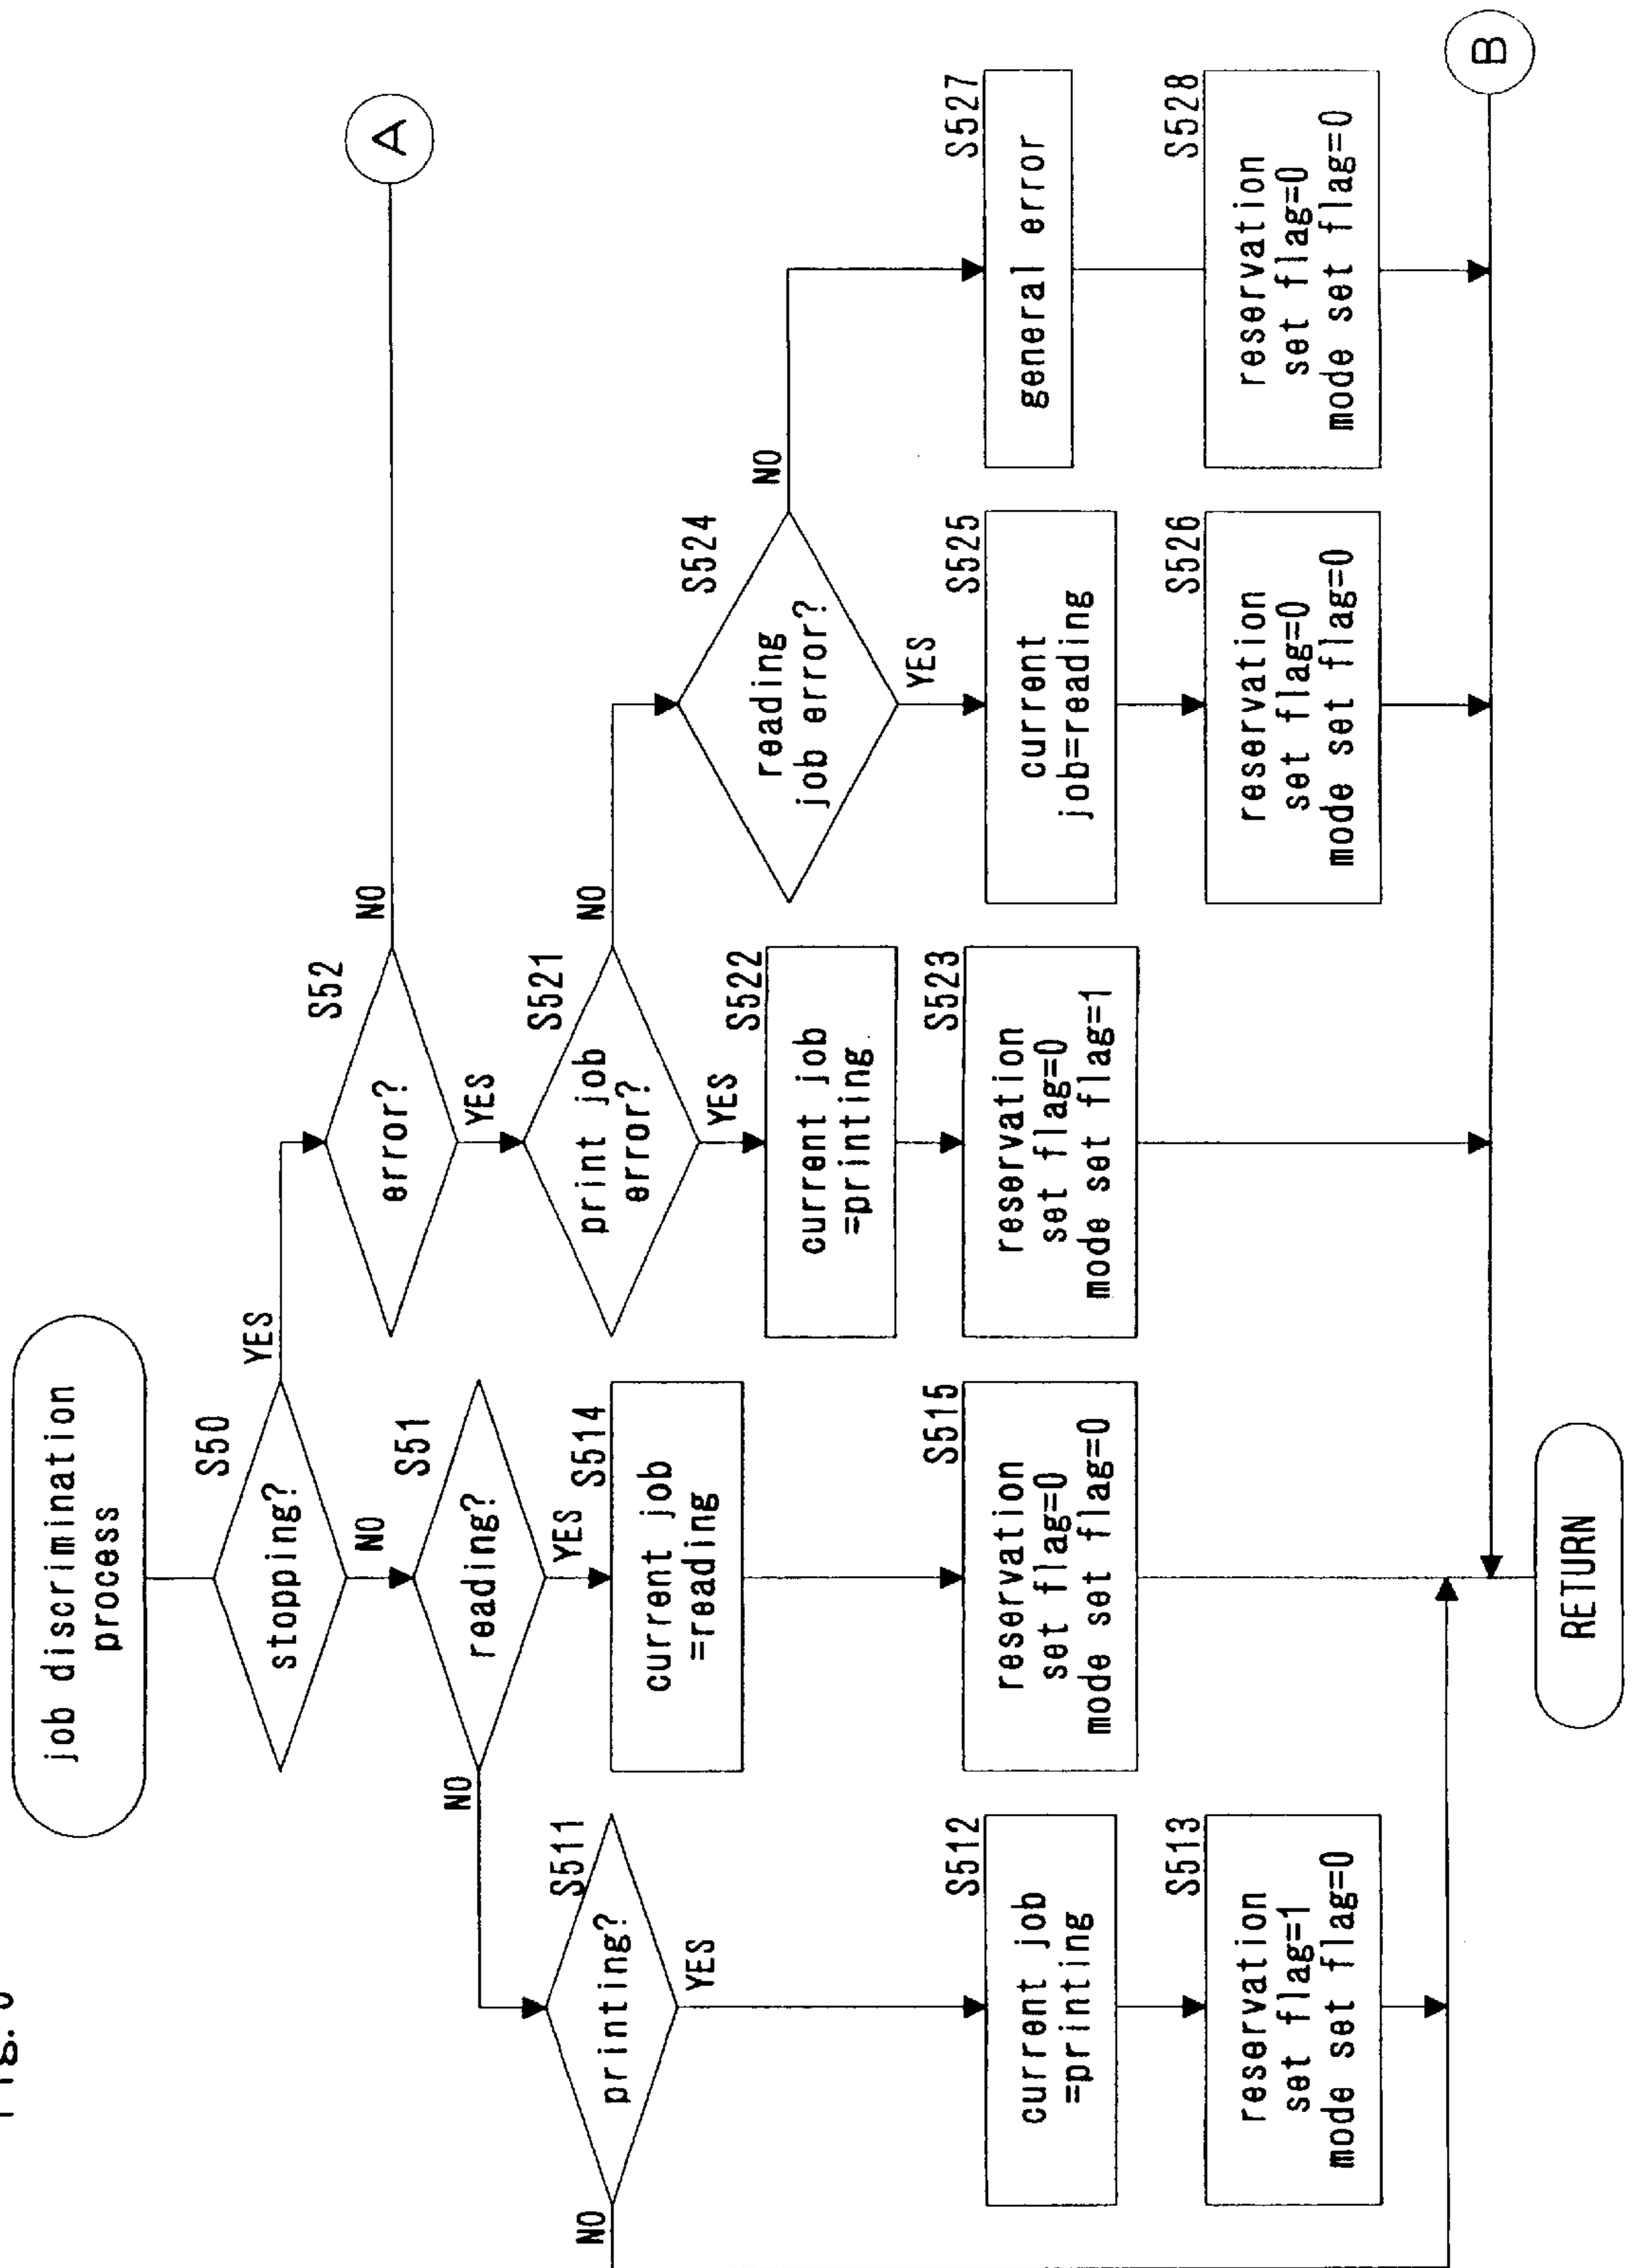 job discrimination
process
S50
stopping?
YES
NO
S51
reading?
YES
NO
S511
printing?
YES
NO
S512
current job
=printing
S513
reservation
set flag=1
mode set flag=0
S514
current job
=reading
S515
reservation
set flag=0
mode set flag=0
S52
error?
NO
YES
A
S521
print job
error?
NO
YES
S522
current job
=printing
S523
reservation
set flag=0
mode set flag=1
S524
reading
job error?
NO
YES
S525
current
job=reading
S526
reservation
set flag=0
mode set flag=0
S527
general error
S528
reservation
set flag=0
mode set flag=0
B
RETURN